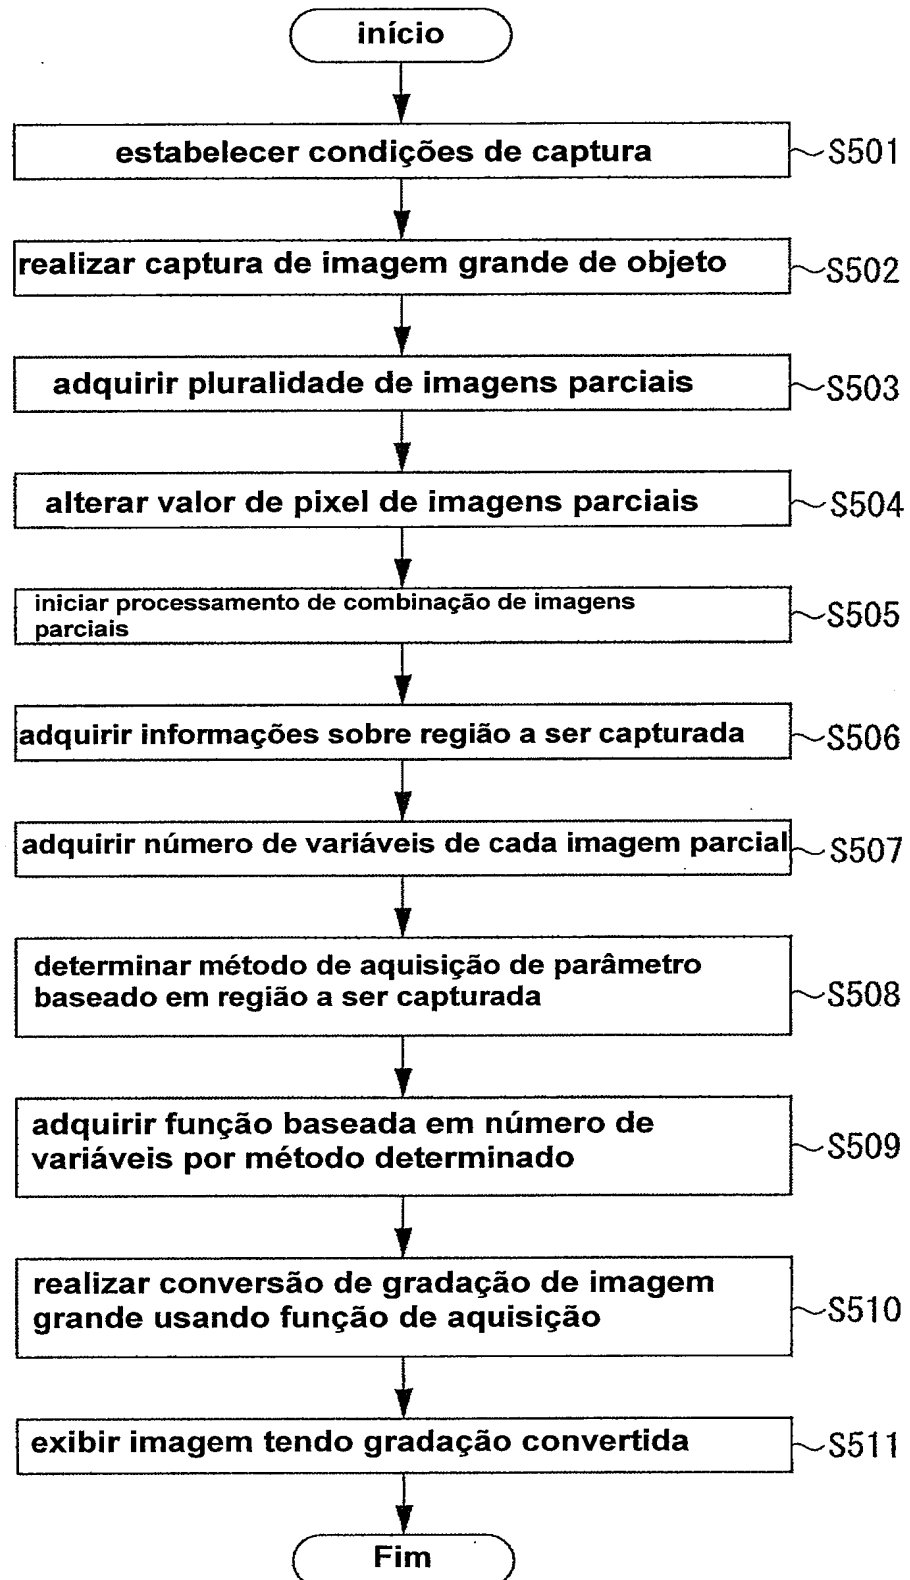 início
estabelecer condições de captura
S501
realizar captura de imagem grande de objeto
S502
adquirir pluralidade de imagens parciais
S503
alterar valor de pixel de imagens parciais
S504
iniciar processamento de combinação de imagens
parciais
S505
adquirir informações sobre região a ser capturada
S506
adquirir número de variáveis de cada imagem parcial
S507
determinar método de aquisição de parâmetro
baseado em região a ser capturada
S508
adquirir função baseada em número de
variáveis por método determinado
S509
realizar conversão de gradação de imagem
grande usando função de aquisição
S510
exibir imagem tendo gradação convertida
S511
Fim